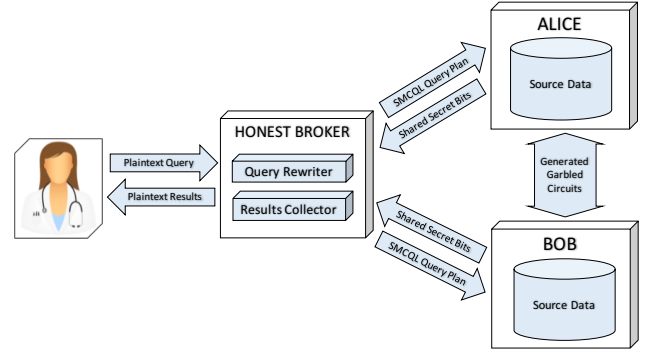 ALICE
Source Data
SMCQL Query Plan
Shared Secret Bits
HONEST BROKER
Query Rewriter
Results Collector
Plaintext Query
Plaintext Results
Generated
Garbled
Circuits
Shared Secret Bits
SMCQL Query Plan
BOB
Source Data